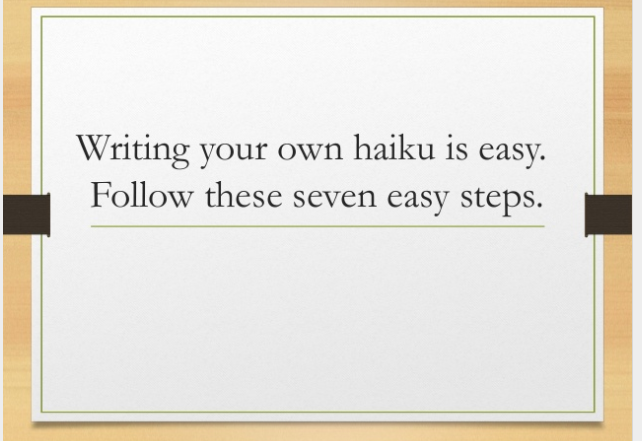 Writing your own haiku is easy.
Follow these seven easy steps.